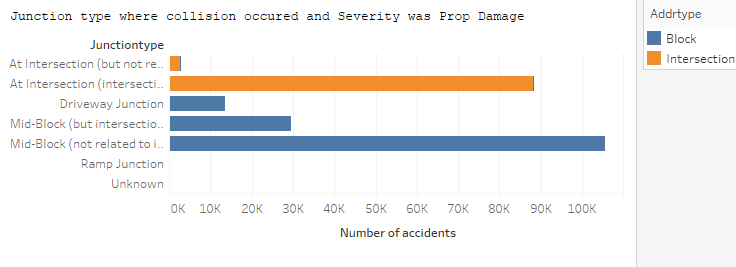 Junction type where collision occured and Severity was Prop Damage
Addrtype
Block
Intersection
Junctiontype
At Intersection (but not re..
At Intersection (intersecti..
Driveway Junction
Mid-Block (but intersectio..
Mid-Block (not related to i..
Ramp Junction
Unknown
0K 10K 20K 30K 40K 50K 60K 70K 80K 90K 100K
Number of accidents